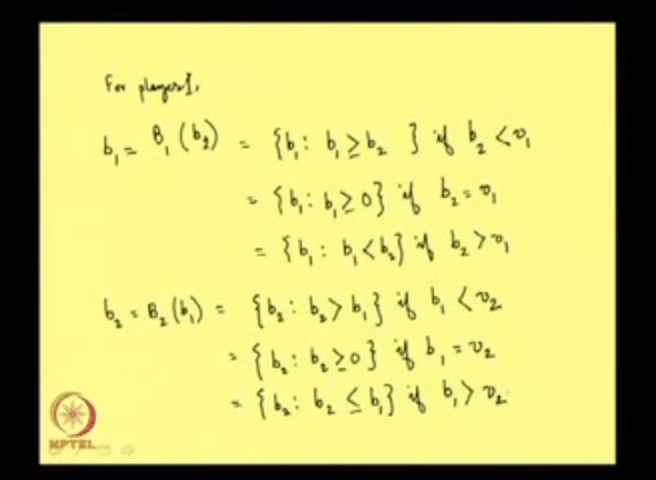 For player 1,
b₁ = B₁(b₂) = {b₁ : b₁ ≥ b₂ } if b₂ < v₁
= {b₁ : b₁ ≥ 0} if b₂ = v₁
= {b₁ : b₁ < b₂} if b₂ > v₁
b₂ = B₂(b₁) = {b₂ : b₂ > b₁} if b₁ < v₂
= {b₂ : b₂ ≥ 0} if b₁ = v₂
= {b₂ : b₂ ≤ b₁} if b₁ > v₂
NPTEL